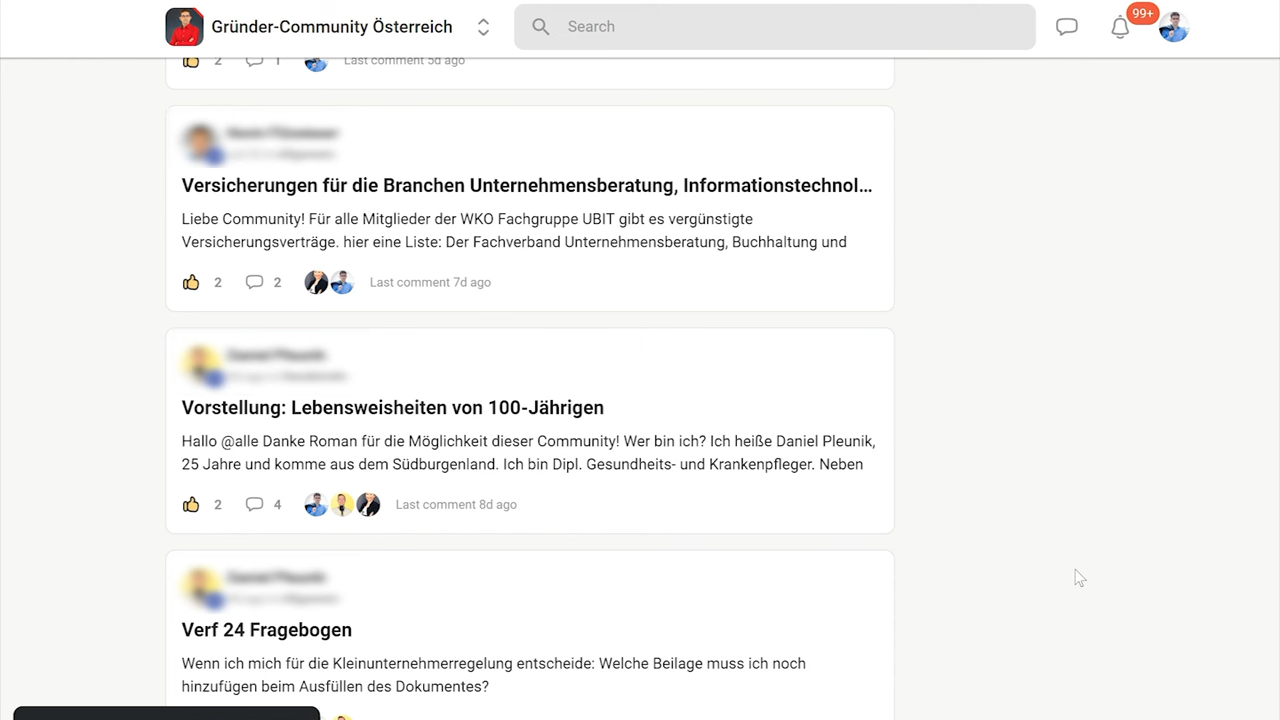 Gründer-Community Österreich
Search
99+
2 1 Last comment 5d ago
Versicherungen für die Branchen Unternehmensberatung, Informationstechnol...
Liebe Community! Für alle Mitglieder der WKO Fachgruppe UBIT gibt es vergünstigte
Versicherungsverträge. hier eine Liste: Der Fachverband Unternehmensberatung, Buchhaltung und
2 2 Last comment 7d ago
Vorstellung: Lebensweisheiten von 100-Jährigen
Hallo @alle Danke Roman für die Möglichkeit dieser Community! Wer bin ich? Ich heiße Daniel Pleunik,
25 Jahre und komme aus dem Südburgenland. Ich bin Dipl. Gesundheits- und Krankenpfleger. Neben
2 4 Last comment 8d ago
Verf 24 Fragebogen
Wenn ich mich für die Kleinunternehmerregelung entscheide: Welche Beilage muss ich noch
hinzufügen beim Ausfüllen des Dokumentes?